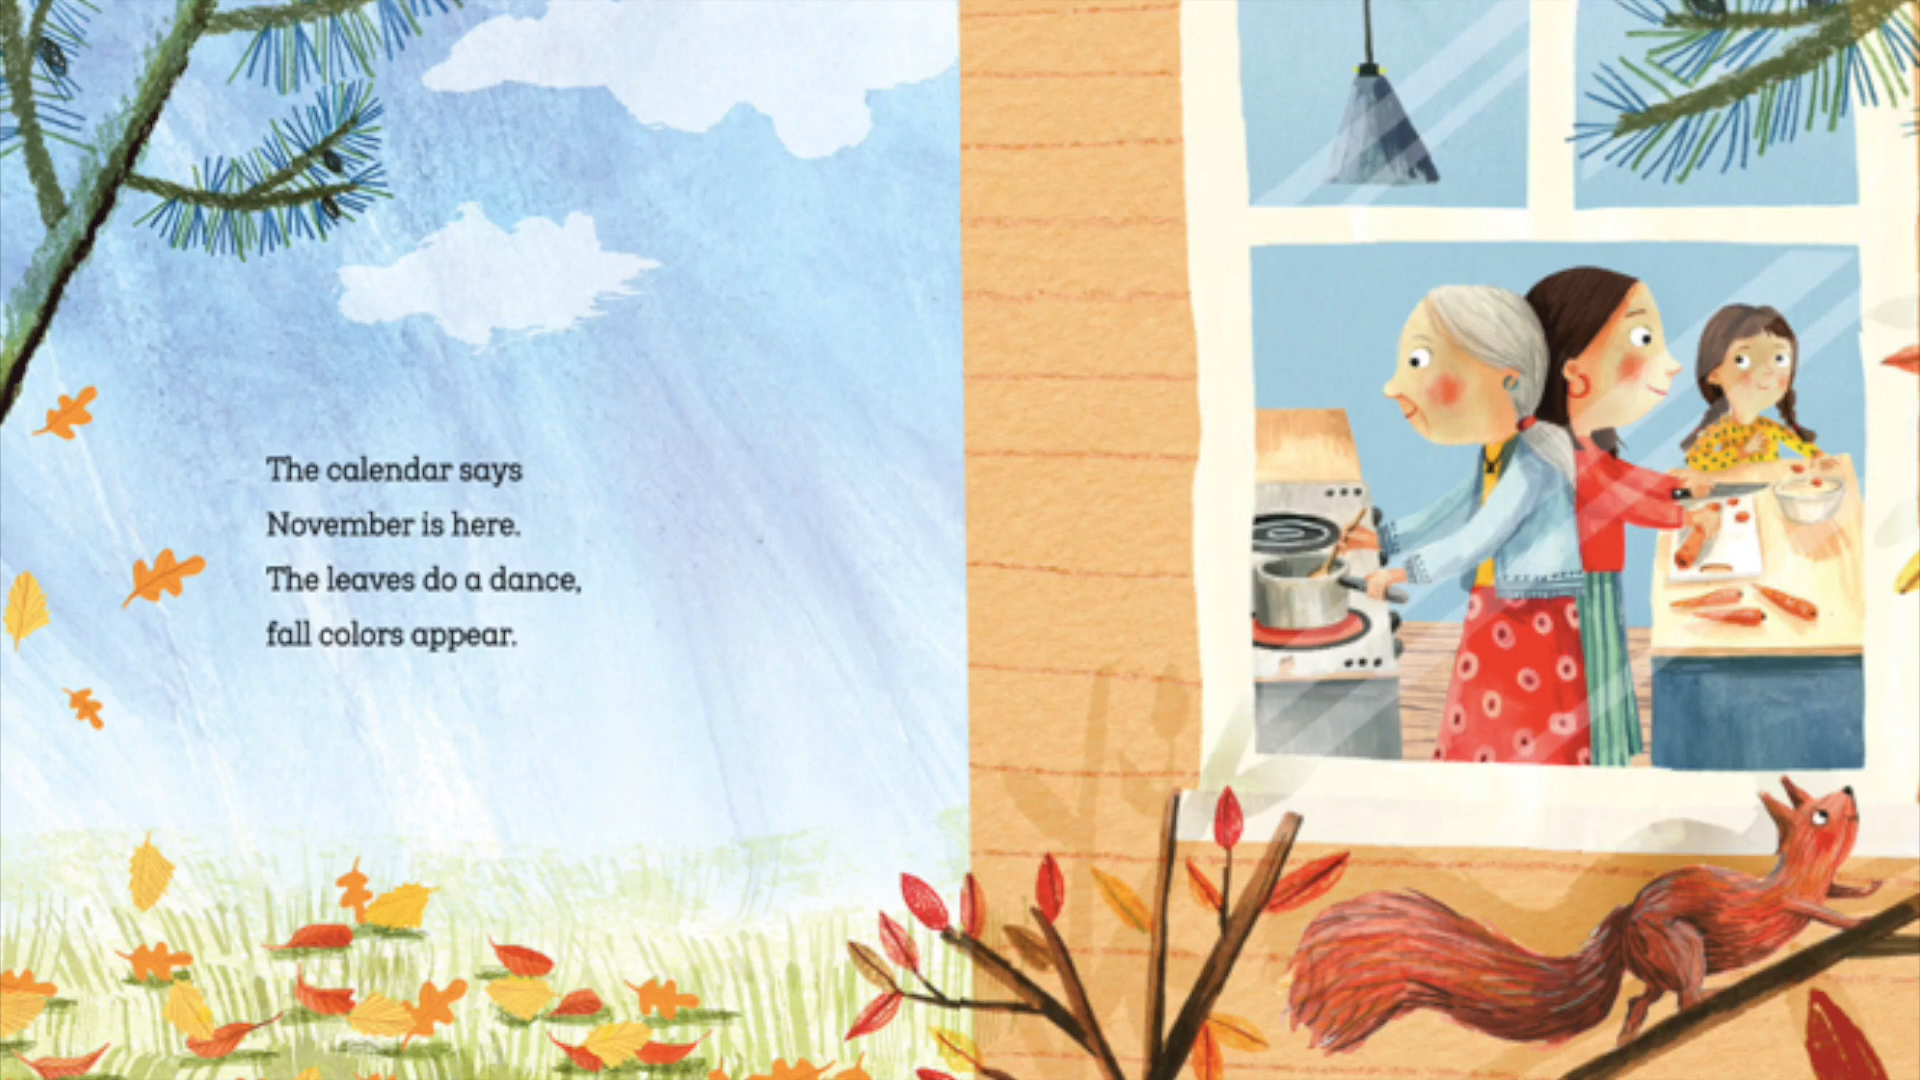 The calendar says
November is here.
The leaves do a dance,
fall colors appear.